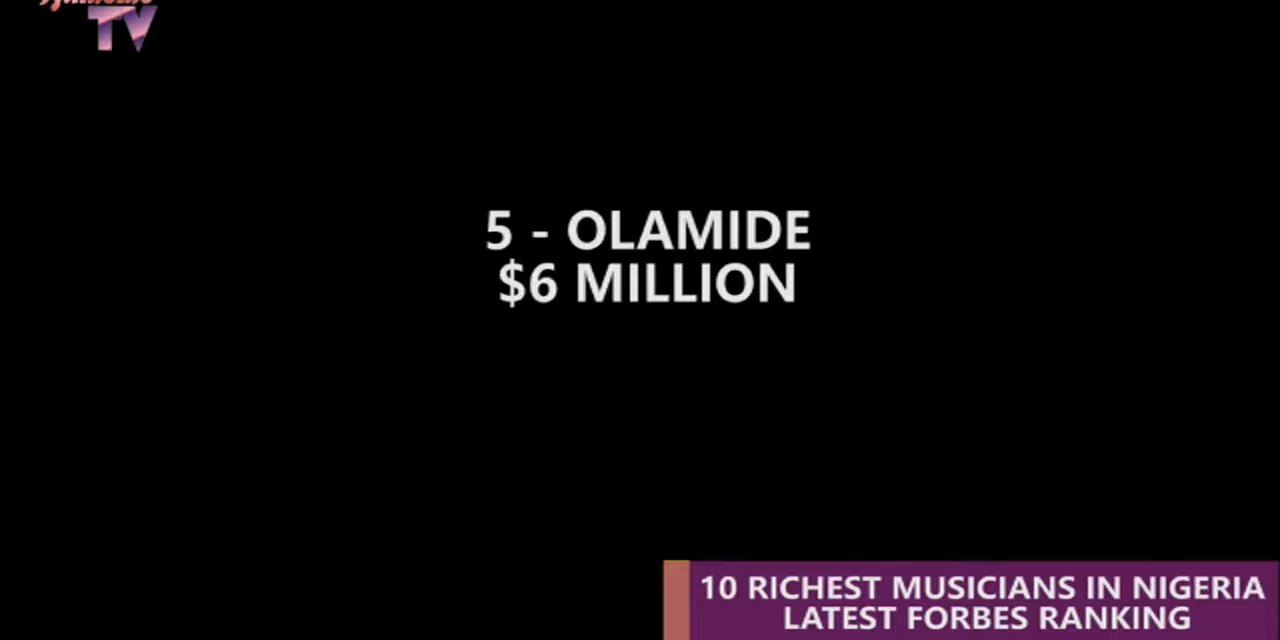 TV
5 - OLAMIDE
$6 MILLION
10 RICHEST MUSICIANS IN NIGERIA
LATEST FORBES RANKING